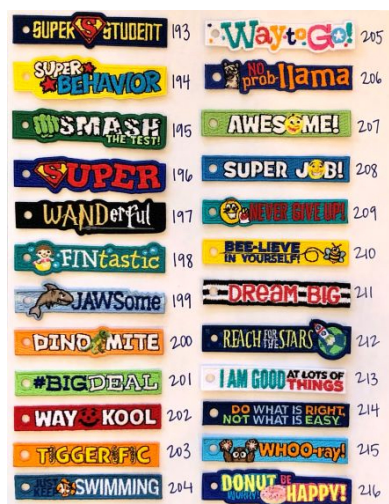 SUPER S STUDENT 193
SUPER
BEHAVIOR 194
SMASH
THE TEST! 195
SUPER 196
WANDerful 197
FINtastic 198
JAWSome 199
DINO MITE 200
#BIGDEAL 201
WAY KOOL 202
TIGGERIFIC 203
JUST
KEEP SWIMMING 204
Way to Go! 205
NO
prob-llama 206
AWESOME! 207
SUPER JOB! 208
NEVER GIVE UP! 209
BEE-LIEVE
IN YOURSELF! 210
DREAM BIG 211
REACH FOR THE STARS 212
I AM GOOD AT LOTS OF
THINGS 213
DO WHAT IS RIGHT,
NOT WHAT IS EASY. 214
WHOO-ray! 215
DONUT BE
WORRY! HAPPY! 216